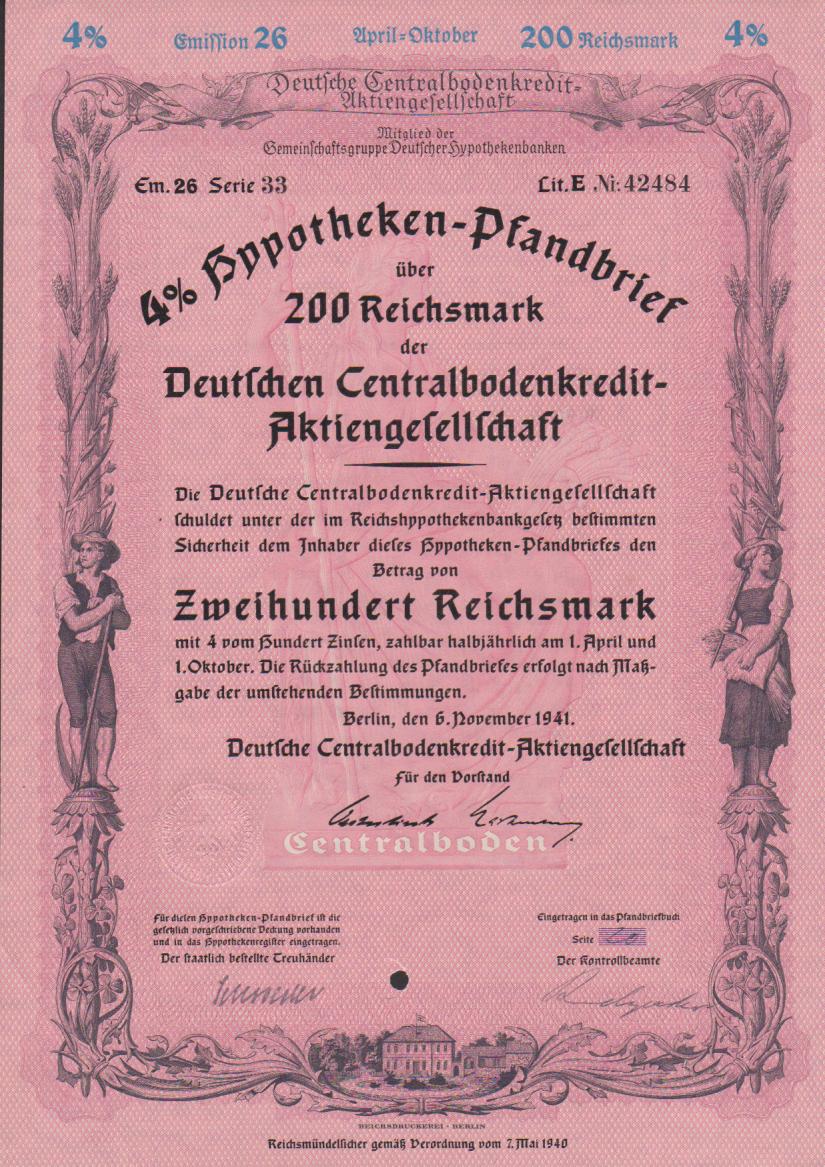 4% Emission 26 April-Oktober 200 Reichsmark 4%
Deutsche Centralbodenkredit-
Aktiengesellschaft
Mitglied der
Gemeinschaftsgruppe Deutscher Hypothekenbanken
Em. 26 Serie 33 Lit. E Nr: 42484
4% Hypotheken-Pfandbrief
über
200 Reichsmark
der
Deutschen Centralbodenkredit-
Aktiengesellschaft
Die Deutsche Centralbodenkredit-Aktiengesellschaft
schuldet unter der im Reichshypothekenbankgesetz bestimmten
Sicherheit dem Inhaber dieses Hypotheken-Pfandbriefes den
Betrag von
Zweihundert Reichsmark
mit 4 vom Hundert Zinsen, zahlbar halbjährlich am 1. April und
1. Oktober. Die Rückzahlung des Pfandbriefes erfolgt nach Maß-
gabe der umstehenden Bestimmungen.
Berlin, den 6. November 1941.
Deutsche Centralbodenkredit-Aktiengesellschaft
Für den Vorstand
Centralboden
Für diesen Hypotheken-Pfandbrief ist die
gesetzlich vorgeschriebene Deckung vorhanden
und in das Hypothekenregister eingetragen.
Der staatlich bestellte Treuhänder
Eingetragen in das Pfandbriefbuch
Seite
Der Kontrollbeamte
REICHSDRUCKEREI · BERLIN
Reichsmündelsicher gemäß Verordnung vom 7. Mai 1940